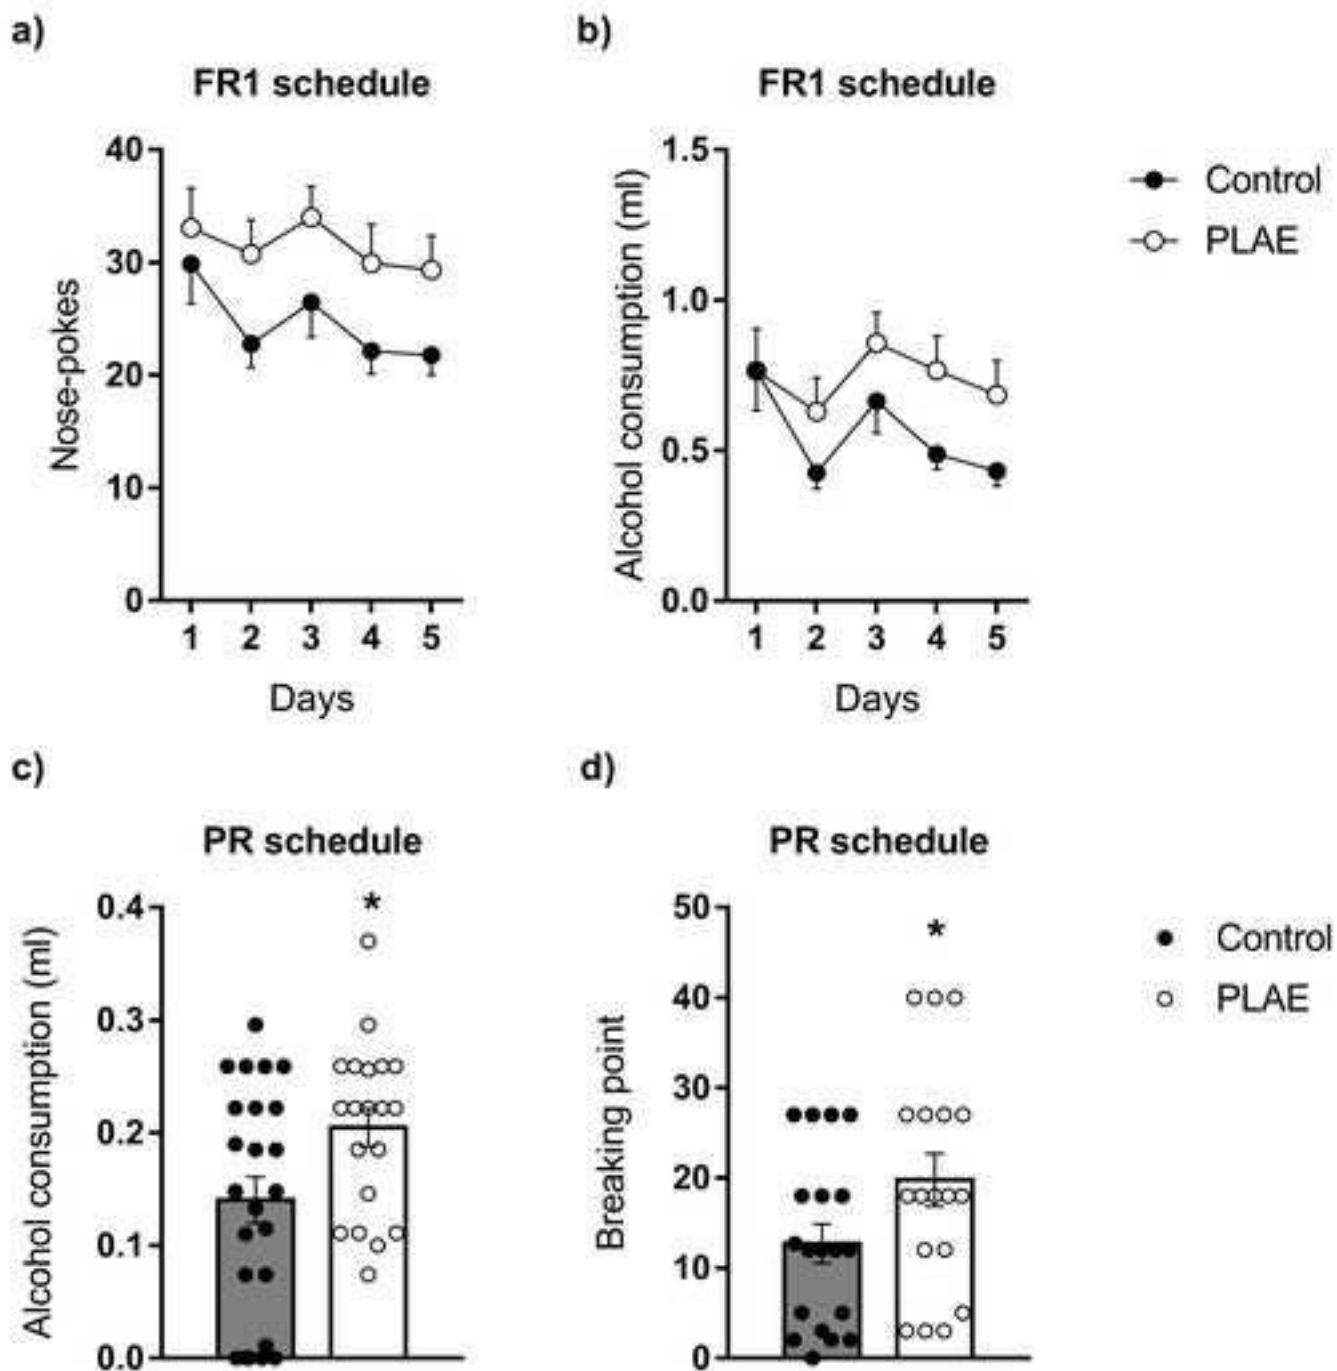 a)
FR1 schedule
40
30
20
10
0
Nose-pokes
1 2 3 4 5
Days
b)
FR1 schedule
1.5
1.0
0.5
0.0
Alcohol consumption (ml)
1 2 3 4 5
Days
Control
PLAE
c)
PR schedule
0.4
0.3
0.2
0.1
0.0
Alcohol consumption (ml)
*
d)
PR schedule
50
40
30
20
10
0
Breaking point
*
Control
PLAE